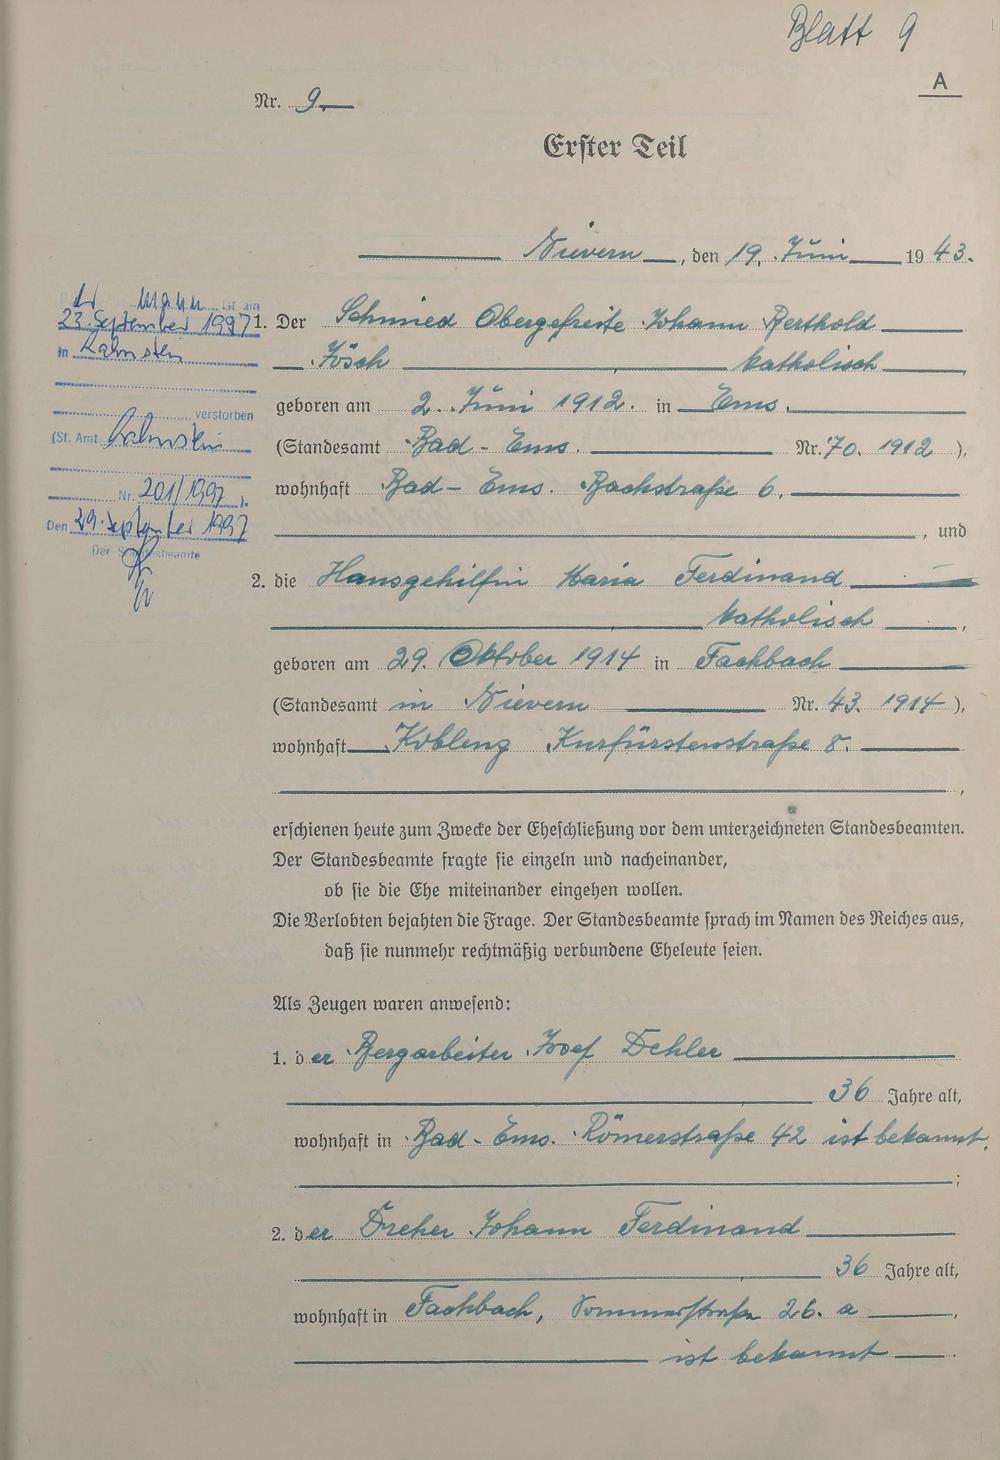 Blatt 9
A
Nr. 9.
Erster Teil
Nievern, den 19. Juni 1943.
1. Der Schmied Obergefreite Johann Berthold
Jösch katholisch,
geboren am 2. Juni 1912. in Ems.
(Standesamt Bad-Ems. Nr. 70. 1912),
wohnhaft Bad-Ems. Bachstraße 6.
, und
2. die Hausgehilfin Maria Ferdinand
katholisch,
geboren am 29. Oktober 1914 in Fachbach
(Standesamt in Nievern Nr. 43. 1914),
wohnhaft Koblenz Kurfürstenstraße 8.
,
erschienen heute zum Zwecke der Eheschließung vor dem unterzeichneten Standesbeamten.
Der Standesbeamte fragte sie einzeln und nacheinander,
ob sie die Ehe miteinander eingehen wollen.
Die Verlobten bejahten die Frage. Der Standesbeamte sprach im Namen des Reiches aus,
daß sie nunmehr rechtmäßig verbundene Eheleute seien.
Als Zeugen waren anwesend:
1. der Bergarbeiter Josef Dehler
36 Jahre alt,
wohnhaft in Bad-Ems. Römerstraße 42 ist bekannt.
;
2. der Dreher Johann Ferdinand
36 Jahre alt,
wohnhaft in Fachbach, Sommerstraße 26. a,
ist bekannt.
D Mann ist am
23. September 1997
in Lahnstein
verstorben
(St. Amt Lahnstein
Nr. 201/1997).
Den 29. September 1997
Der Standesbeamte